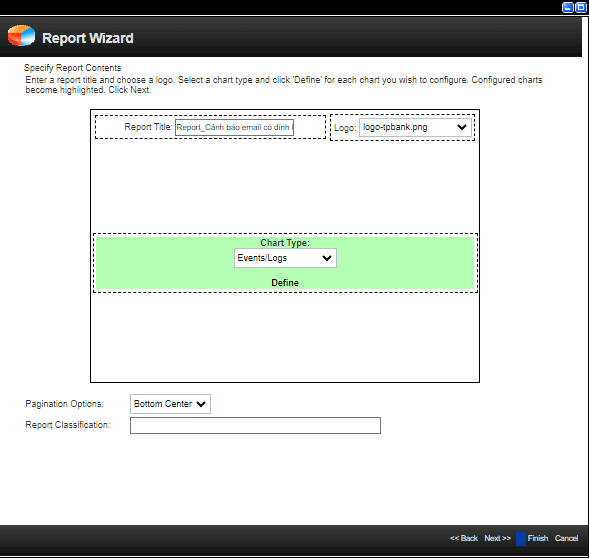 Report Wizard
Specify Report Contents
Enter a report title and choose a logo. Select a chart type and click 'Define' for each chart you wish to configure. Configured charts
become highlighted. Click Next.
Report Title: Report_Cảnh báo email có đính
Logo: logo-tpbank.png
Chart Type:
Events/Logs
Define
Pagination Options: Bottom Center
Report Classification:
<< Back Next >> Finish Cancel